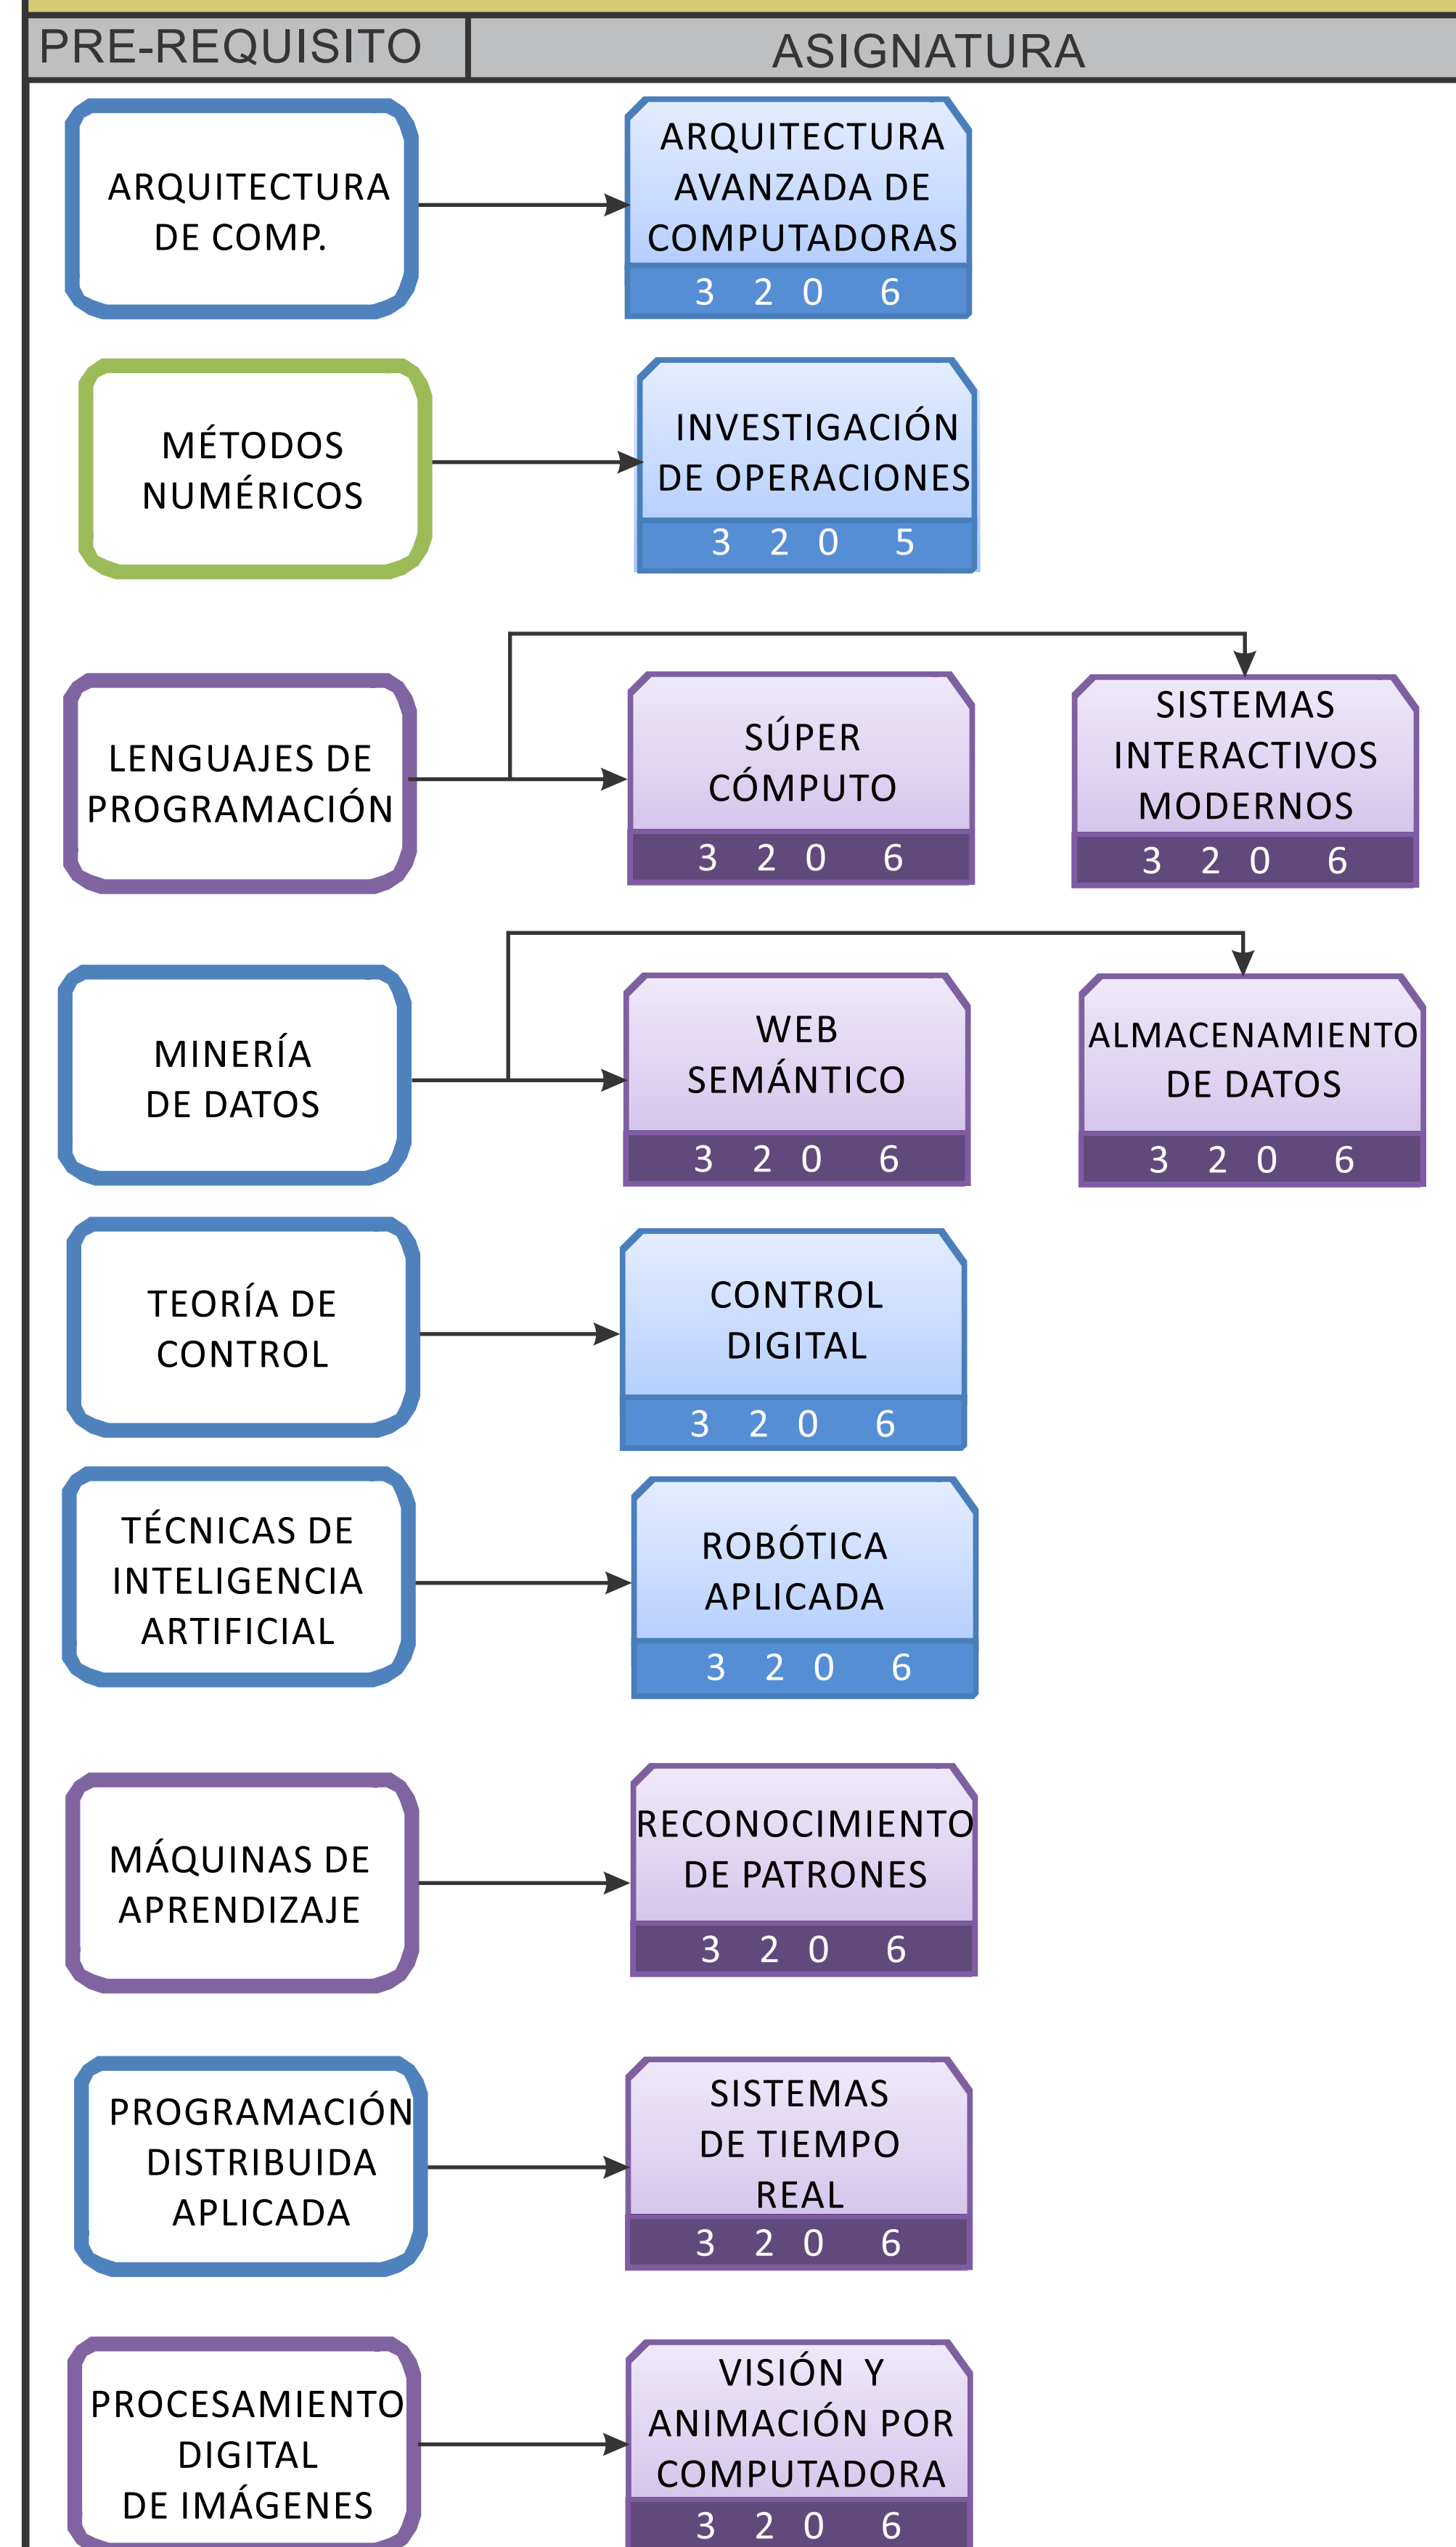 PRE-REQUISITO
ASIGNATURA
ARQUITECTURA
DE COMP.
ARQUITECTURA
AVANZADA DE
COMPUTADORAS
3 2 0 6
MÉTODOS
NUMÉRICOS
INVESTIGACIÓN
DE OPERACIONES
3 2 0 5
LENGUAJES DE
PROGRAMACIÓN
SÚPER
CÓMPUTO
3 2 0 6
SISTEMAS
INTERACTIVOS
MODERNOS
3 2 0 6
MINERÍA
DE DATOS
WEB
SEMÁNTICO
3 2 0 6
ALMACENAMIENTO
DE DATOS
3 2 0 6
TEORÍA DE
CONTROL
CONTROL
DIGITAL
3 2 0 6
TÉCNICAS DE
INTELIGENCIA
ARTIFICIAL
ROBÓTICA
APLICADA
3 2 0 6
MÁQUINAS DE
APRENDIZAJE
RECONOCIMIENTO
DE PATRONES
3 2 0 6
PROGRAMACIÓN
DISTRIBUIDA
APLICADA
SISTEMAS
DE TIEMPO
REAL
3 2 0 6
PROCESAMIENTO
DIGITAL
DE IMÁGENES
VISIÓN Y
ANIMACIÓN POR
COMPUTADORA
3 2 0 6